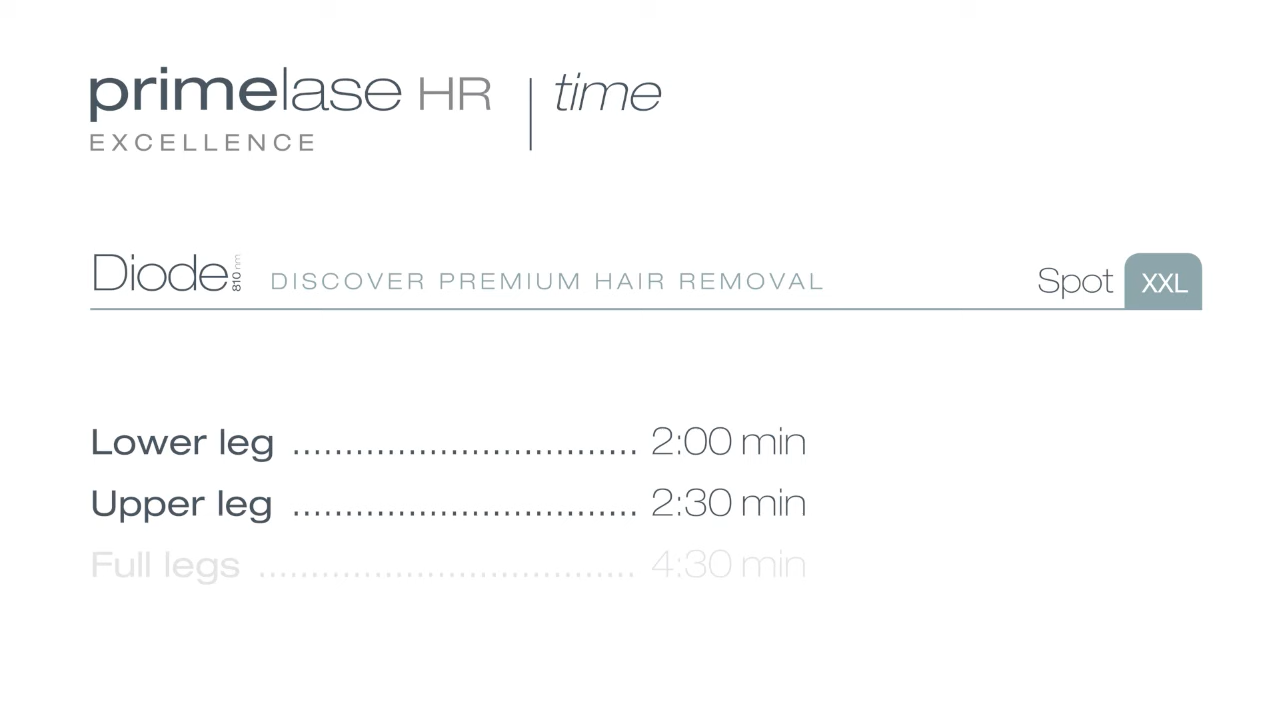 primelase HR | time
EXCELLENCE
Diode 810 nm DISCOVER PREMIUM HAIR REMOVAL Spot XXL
Lower leg ................................. 2:00 min
Upper leg ................................. 2:30 min
Full legs .................................... 4:30 min